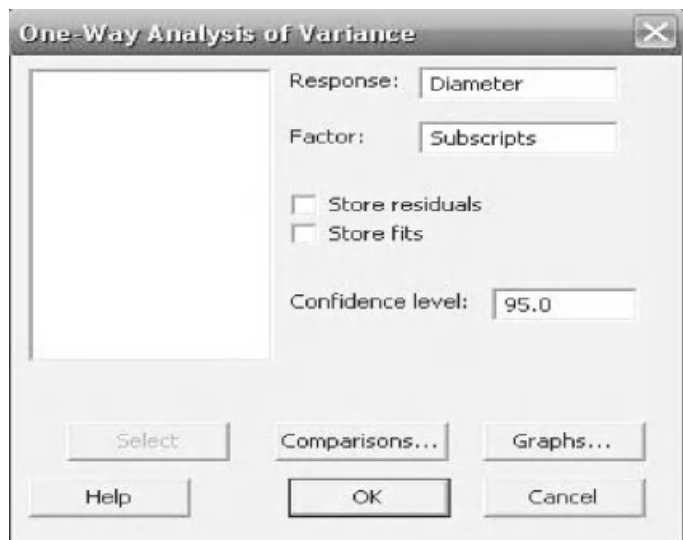 One-Way Analysis of Variance
Response: Diameter
Factor: Subscripts
Store residuals
Store fits
Confidence level: 95.0
Select Comparisons... Graphs...
Help OK Cancel